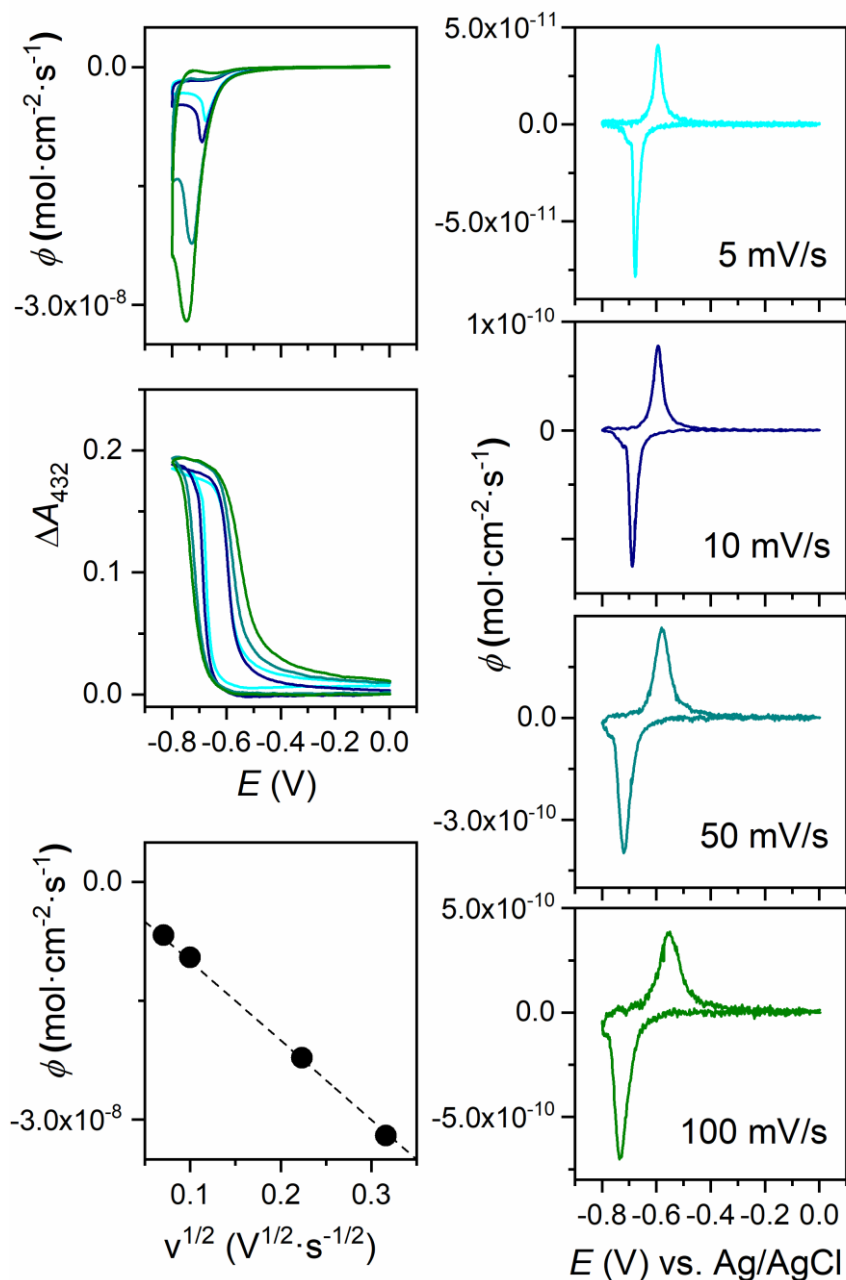 0.0
-3.0x10⁻⁸
ϕ (mol·cm⁻²·s⁻¹)
0.2
0.1
0.0
ΔA₄₃₂
-0.8 -0.6 -0.4 -0.2 0.0
E (V)
0.0
-3.0x10⁻⁸
ϕ (mol·cm⁻²·s⁻¹)
0.1 0.2 0.3
v^1/2 (V^1/2·s^-1/2)
5.0x10⁻¹¹
0.0
-5.0x10⁻¹¹
5 mV/s
1x10⁻¹⁰
0
10 mV/s
ϕ (mol·cm⁻²·s⁻¹)
0.0
-3.0x10⁻¹⁰
50 mV/s
5.0x10⁻¹⁰
0.0
-5.0x10⁻¹⁰
100 mV/s
-0.8 -0.6 -0.4 -0.2 0.0
E (V) vs. Ag/AgCl